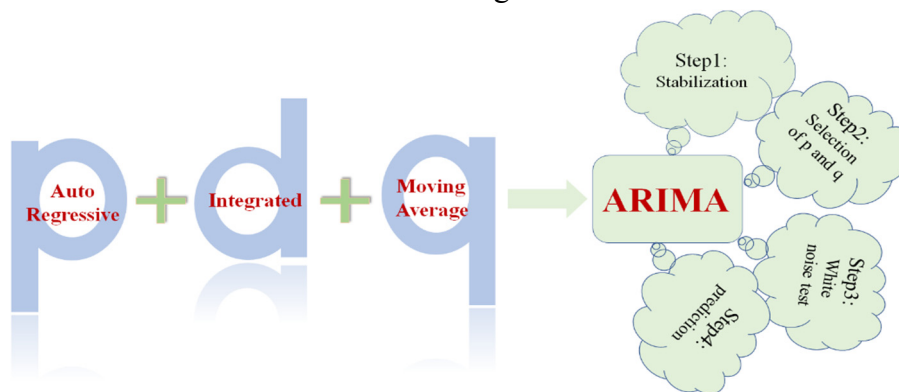 p
Auto
Regressive
+
d
Integrated
+
q
Moving
Average
ARIMA
Step1:
Stabilization
Step2:
Selection
of p and q
Step3:
White
noise test
Step4:
prediction